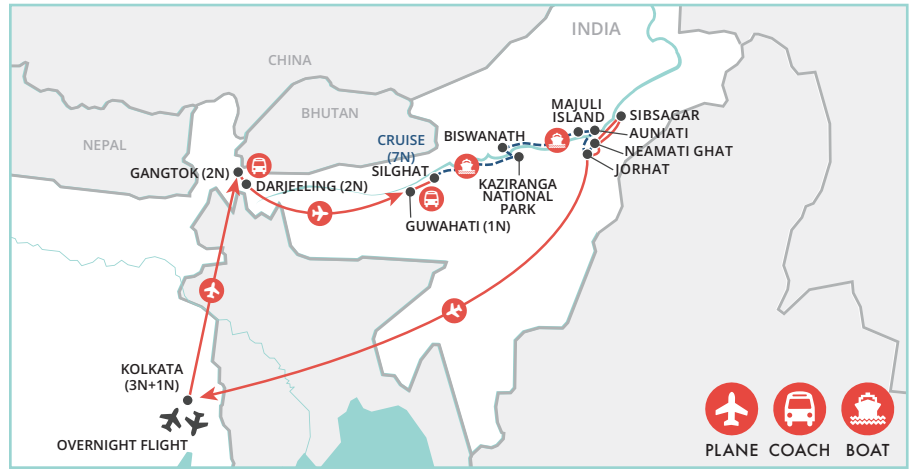 INDIA
CHINA
BHUTAN
NEPAL
MAJULI
ISLAND
SIBSAGAR
AUNIATI
NEAMATI GHAT
JORHAT
CRUISE
(7N)
BISWANATH
SILGHAT
KAZIRANGA
NATIONAL
PARK
GANGTOK (2N)
DARJEELING (2N)
GUWAHATI (1N)
KOLKATA
(3N+1N)
OVERNIGHT FLIGHT
PLANE
COACH
BOAT